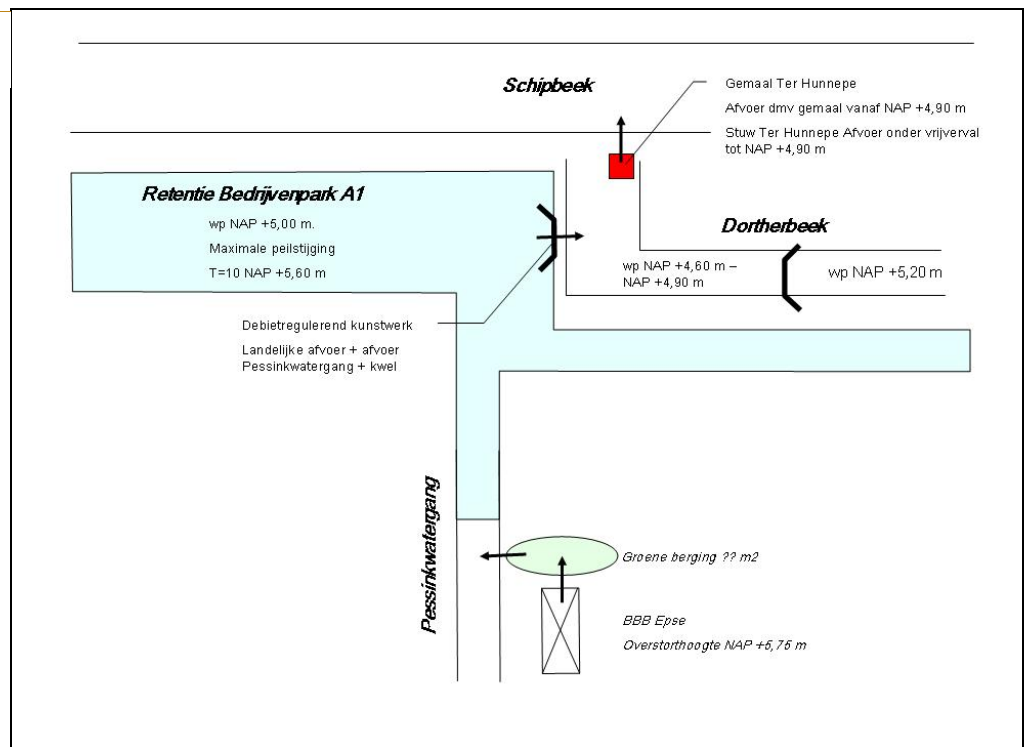 Schipbeek
Gemaal Ter Hunnepe
Afvoer dmv gemaal vanaf NAP +4,90 m
Stuw Ter Hunnepe Afvoer onder vrijverval
tot NAP +4,90 m
Retentie Bedrijvenpark A1
wp NAP +5,00 m.
Maximale peilstijging
T=10 NAP +5,60 m
Dortherbeek
wp NAP +4,60 m –
NAP +4,90 m
wp NAP +5,20 m
Debietregulerend kunstwerk
Landelijke afvoer + afvoer
Pessinkwatergang + kwel
Pessinkwatergang
Groene berging ?? m2
BBB Epse
Overstorthoogte NAP +5,75 m